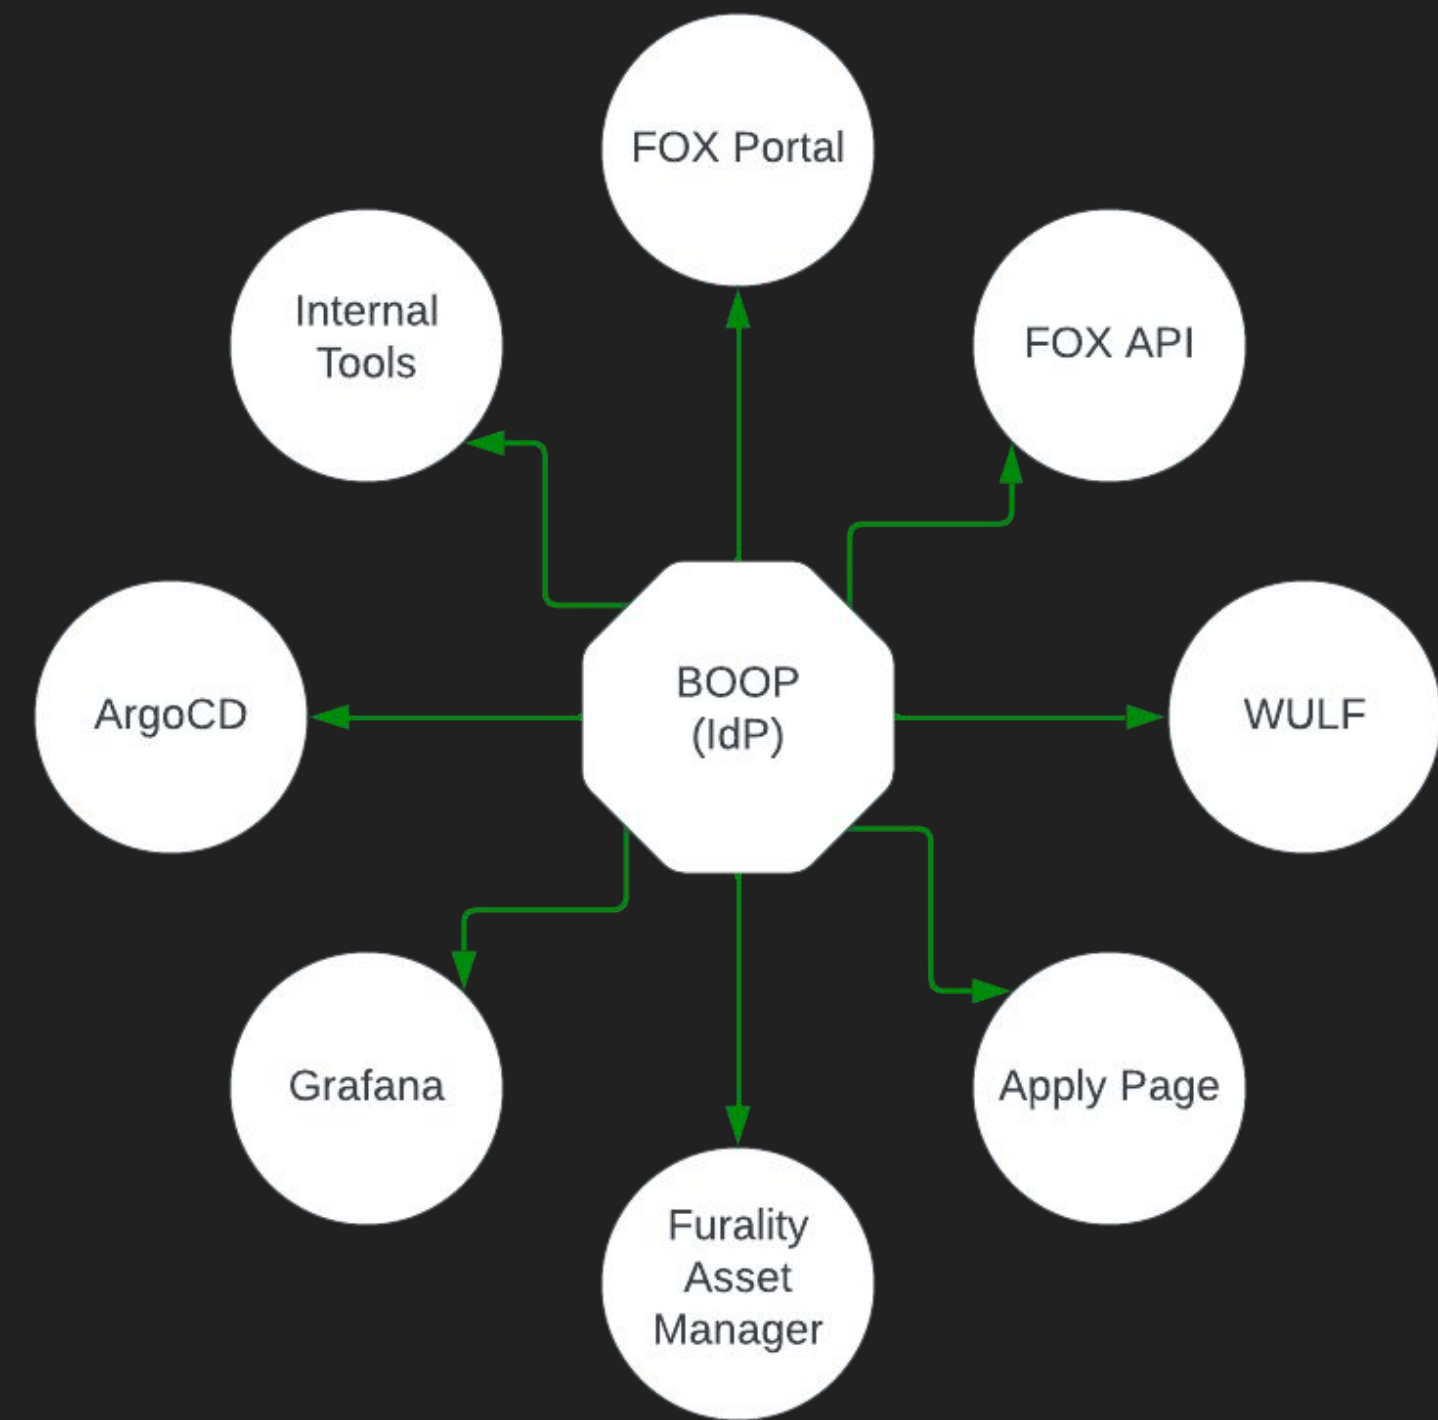 FOX Portal
Internal
Tools
FOX API
BOOP
(IdP)
ArgoCD
WULF
Grafana
Apply Page
Furality
Asset
Manager